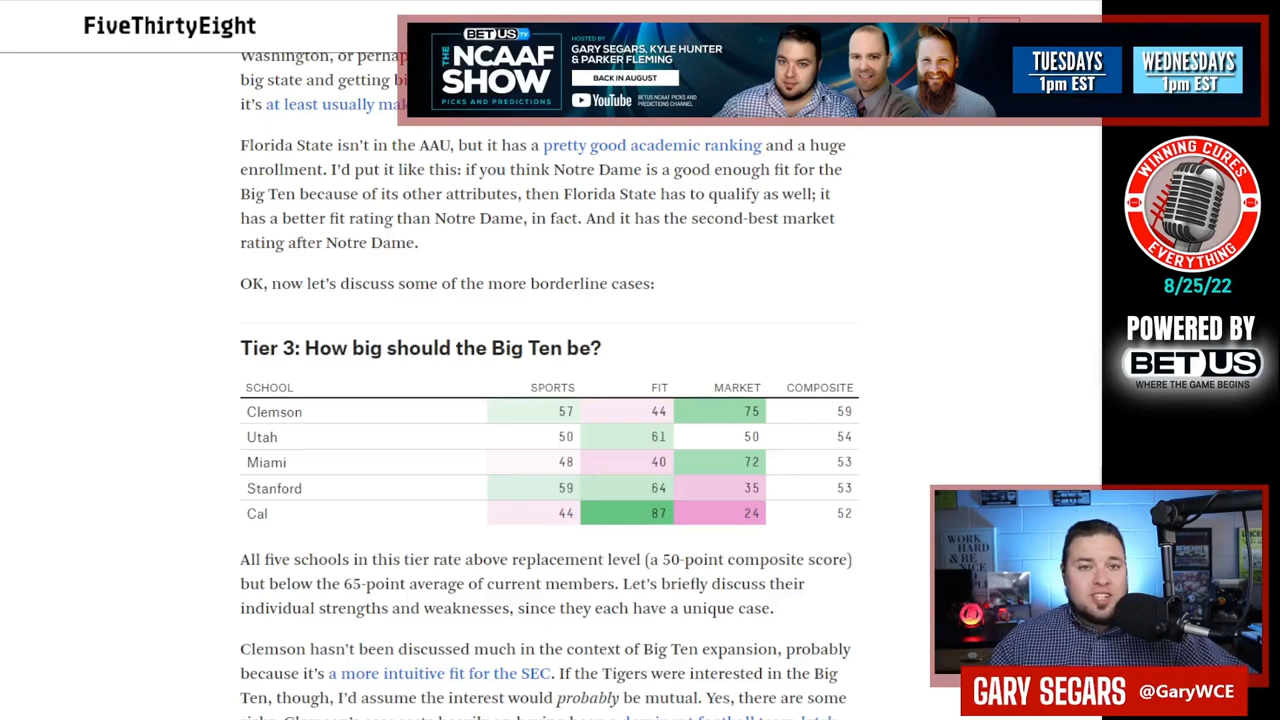 FiveThirtyEight
Washington, or perhap
big state and getting bi
it's at least usually mak
BETUS TV
THE NCAAF SHOW
PICKS AND PREDICTIONS
HOSTED BY
GARY SEGARS, KYLE HUNTER
& PARKER FLEMING
BACK IN AUGUST
YouTube
BETUS NCAAF PICKS AND
PREDICTIONS CHANNEL
TUESDAYS
1pm EST
WEDNESDAYS
1pm EST
WINNING CURES
EVERYTHING
8/25/22
POWERED BY
BETUS
WHERE THE GAME BEGINS
Florida State isn't in the AAU, but it has a pretty good academic ranking and a huge
enrollment. I'd put it like this: if you think Notre Dame is a good enough fit for the
Big Ten because of its other attributes, then Florida State has to qualify as well; it
has a better fit rating than Notre Dame, in fact. And it has the second-best market
rating after Notre Dame.
OK, now let's discuss some of the more borderline cases:
Tier 3: How big should the Big Ten be?
SCHOOL SPORTS FIT MARKET COMPOSITE
Clemson 57 44 75 59
Utah 50 61 50 54
Miami 48 40 72 53
Stanford 59 64 35 53
Cal 44 87 24 52
All five schools in this tier rate above replacement level (a 50-point composite score)
but below the 65-point average of current members. Let's briefly discuss their
individual strengths and weaknesses, since they each have a unique case.
Clemson hasn't been discussed much in the context of Big Ten expansion, probably
because it's a more intuitive fit for the SEC. If the Tigers were interested in the Big
Ten, though, I'd assume the interest would probably be mutual. Yes, there are some
WORK
HARD &
BE NICE
GARY SEGARS @GaryWCE